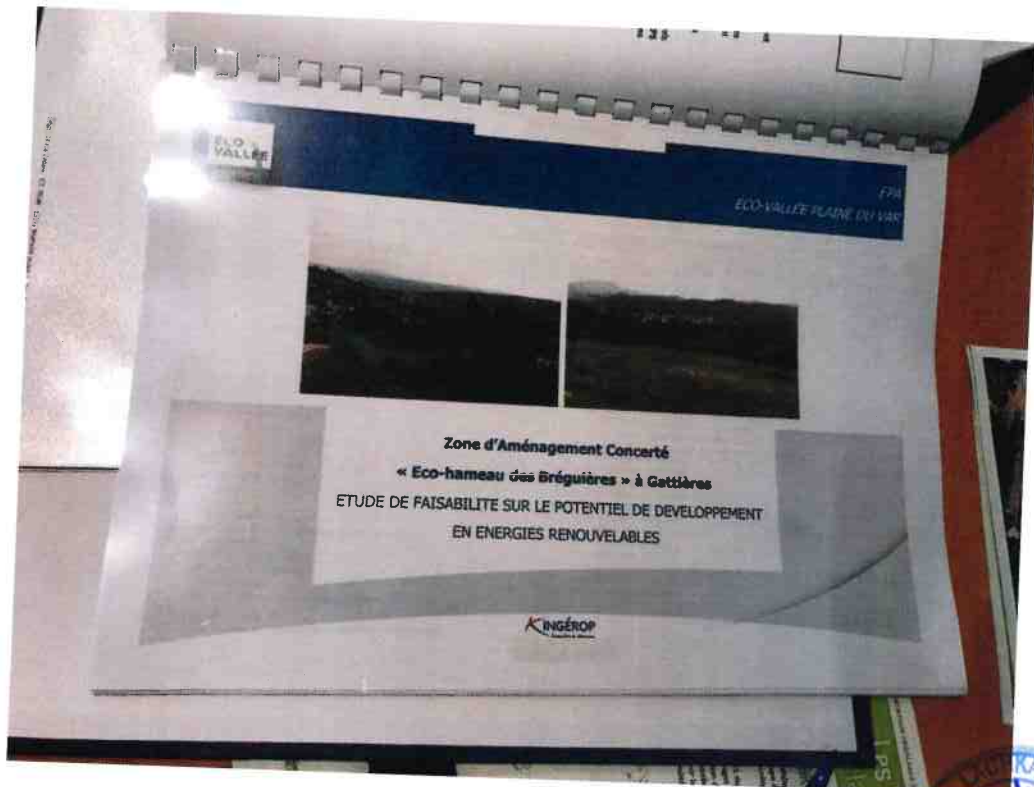 ECO
VALLÉE
EPA
ECO-VALLÉE PLAINE DU VAR
Zone d'Aménagement Concerté
« Eco-hameau des Bréguières » à Gattières
ETUDE DE FAISABILITE SUR LE POTENTIEL DE DEVELOPPEMENT
EN ENERGIES RENOUVELABLES
INGÉROP